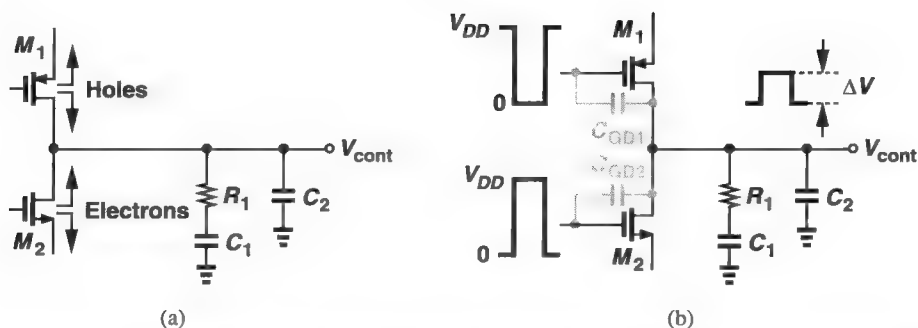 M1
Holes
Vcont
Electrons
M2
R1
C2
C1
(a)
VDD
0
M1
CGD1
ΔV
Vcont
CGD2
VDD
0
M2
R1
C2
C1
(b)